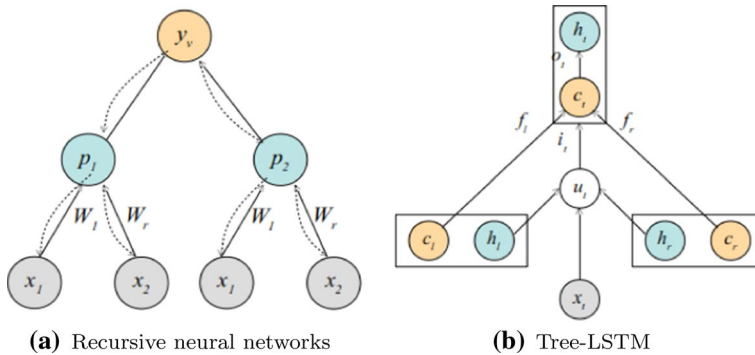 y_v
p_1
p_2
W_l
W_r
W_l
W_r
x_1
x_2
x_1
x_2
(a) Recursive neural networks
h_t
o_t
c_t
f_l
i_t
f_r
u_t
c_l
h_l
h_r
c_r
x_t
(b) Tree-LSTM